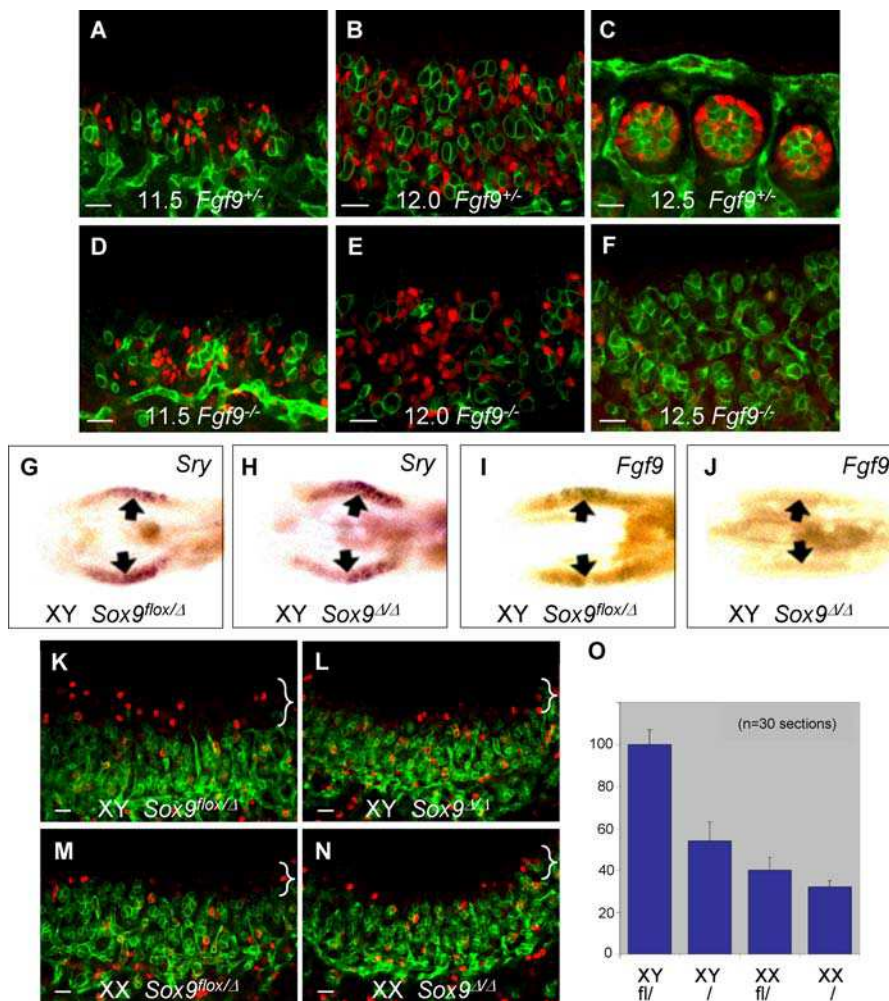 A
B
C
11.5 Fgf9+/-
12.0 Fgf9+/-
12.5 Fgf9+/-
D
E
F
11.5 Fgf9-/-
12.0 Fgf9-/-
12.5 Fgf9-/-
G Sry
H Sry
I Fgf9
J Fgf9
XY Sox9flox/Δ
XY Sox9Δ/Δ
XY Sox9flox/Δ
XY Sox9Δ/Δ
K
L
O
XY Sox9flox/Δ
XY Sox9Δ/Δ
M
N
XX Sox9flox/Δ
XX Sox9Δ/Δ
(n=30 sections)
100
80
60
40
20
0
XY XY XX XX
fl/ / fl/ /